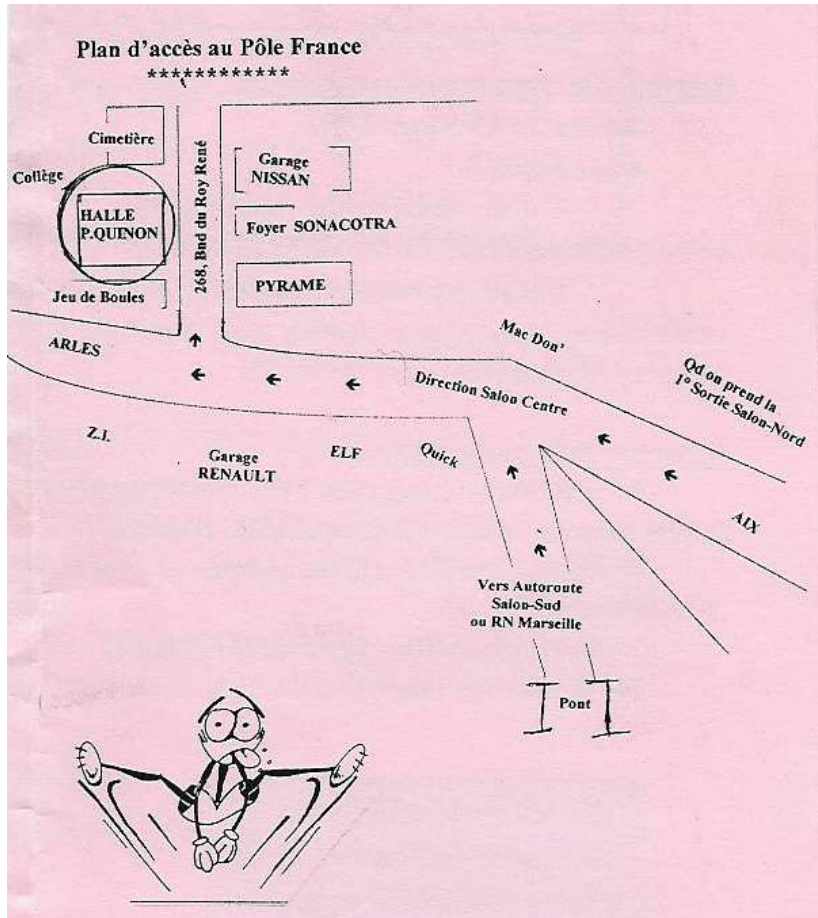 Plan d'accès au Pôle France
************
Cimetière
Collège
HALLE
P.QUINON
Jeu de Boules
268, Bnd du Roy René
Garage
NISSAN
Foyer SONACOTRA
PYRAME
ARLES
Mac Don'
Direction Salon Centre
Qd on prend la
1° Sortie Salon-Nord
Z.I.
Garage
RENAULT
ELF
Quick
AIX
Vers Autoroute
Salon-Sud
ou RN Marseille
Pont